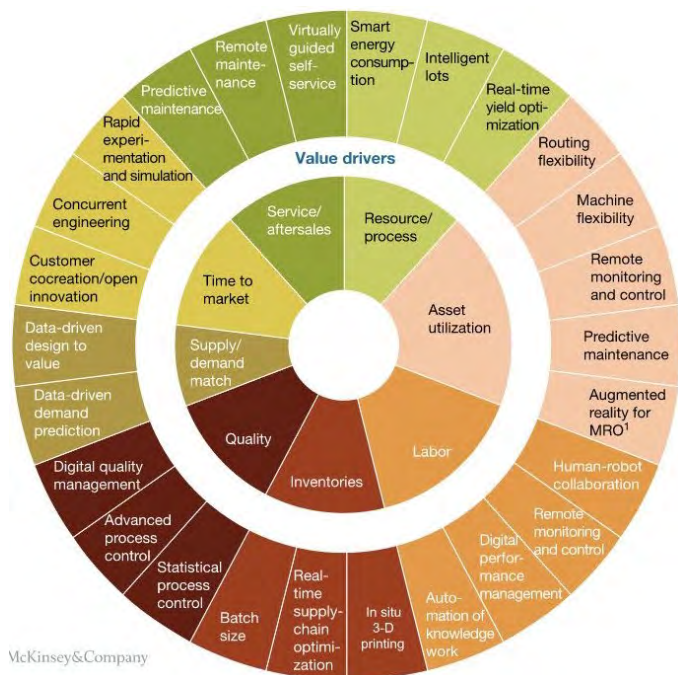 Value drivers
Service/
aftersales
Resource/
process
Asset
utilization
Labor
Inventories
Quality
Supply/
demand
match
Time to
market
Smart
energy
consump-
tion
Intelligent
lots
Real-time
yield opti-
mization
Routing
flexibility
Machine
flexibility
Remote
monitoring
and control
Predictive
maintenance
Augmented
reality for
MRO1
Human-robot
collaboration
Remote
monitoring
and control
Digital
perfor-
mance
management
Auto-
mation of
knowledge
work
In situ
3-D
printing
Real-
time
supply-
chain
optimi-
zation
Batch
size
Statistical
process
control
Advanced
process
control
Digital quality
management
Data-driven
demand
prediction
Data-driven
design to
value
Customer
cocreation/open
innovation
Concurrent
engineering
Rapid
experi-
mentation
and simulation
Predictive
maintenance
Remote
mainte-
nance
Virtually
guided
self-
service
McKinsey&Company